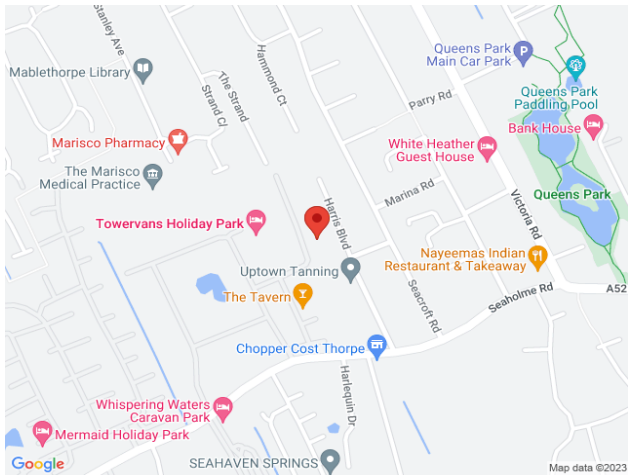 Stanley Ave
Hammond Ct
The Strand
Strand Cl
Mablethorpe Library
Queens Park
Main Car Park
Queens Park
Paddling Pool
Parry Rd
Bank House
Marisco Pharmacy
White Heather
Guest House
The Marisco
Medical Practice
Marina Rd
Queens Park
Victoria Rd
Harris Blvd
Towervans Holiday Park
Nayeemas Indian
Restaurant & Takeaway
Uptown Tanning
The Tavern
Seacroft Rd
Seaholme Rd
A52
Chopper Cost Thorpe
Harlequin Dr
Whispering Waters
Caravan Park
Mermaid Holiday Park
SEAHAVEN SPRINGS
Google
Map data ©2023